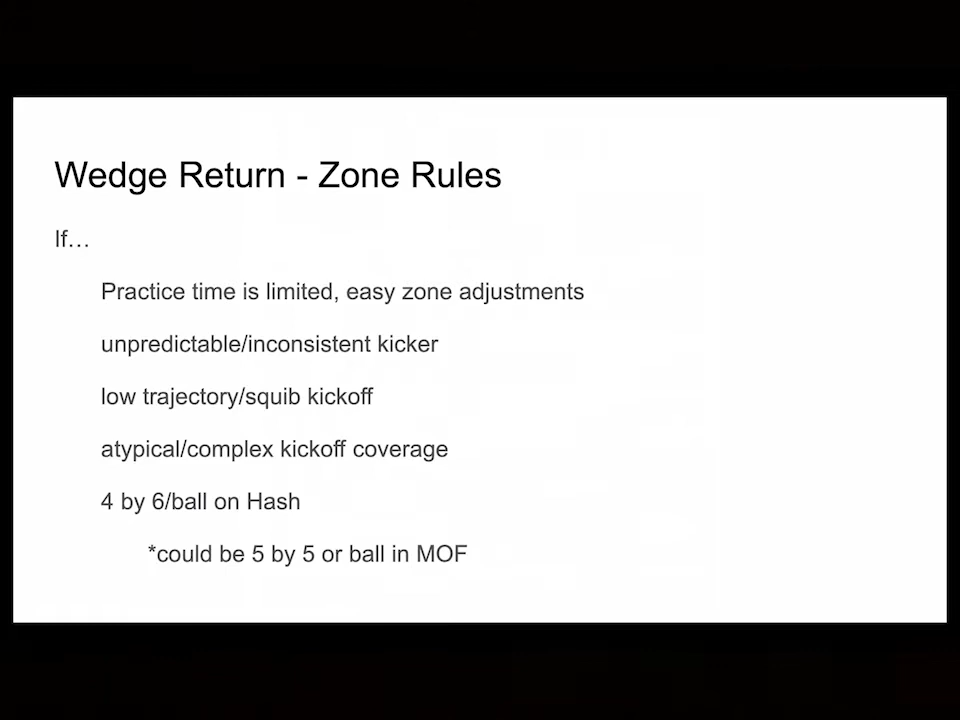 Wedge Return - Zone Rules
If…
Practice time is limited, easy zone adjustments
unpredictable/inconsistent kicker
low trajectory/squib kickoff
atypical/complex kickoff coverage
4 by 6/ball on Hash
*could be 5 by 5 or ball in MOF